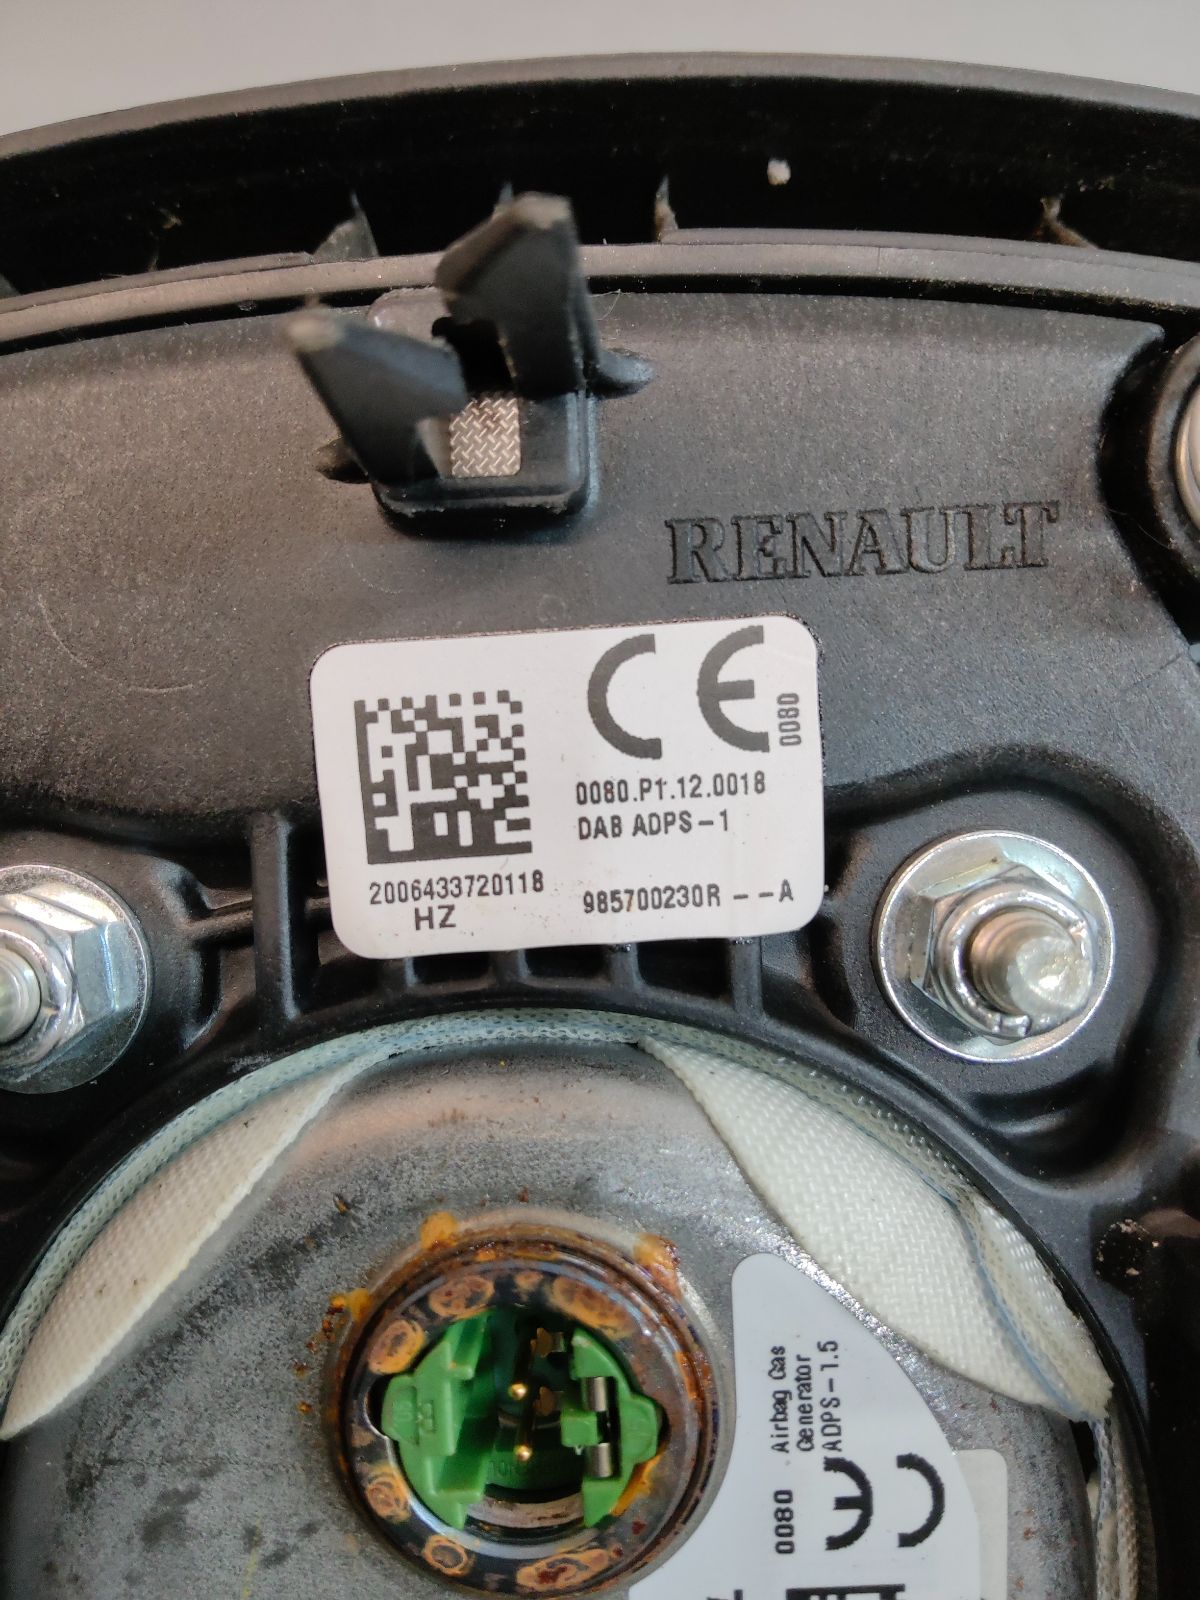 RENAULT
CE
0080
0080.P1.12.0018
DAB ADPS-1
2006433720118
HZ
985700230R --A
Airbag Gas
Generator
ADPS-1.5
0080
CE